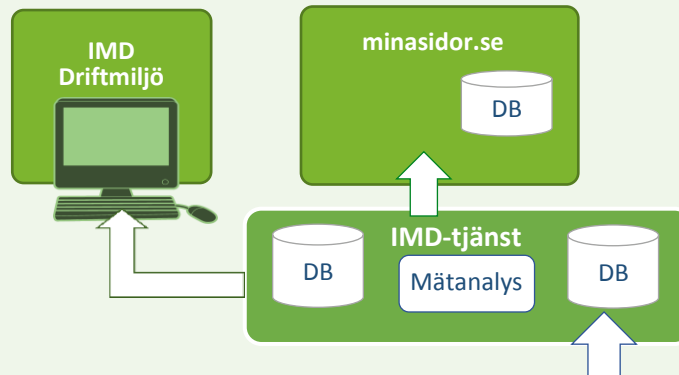 IMD
Driftmiljö
minasidor.se
DB
IMD-tjänst
DB
Mätanalys
DB